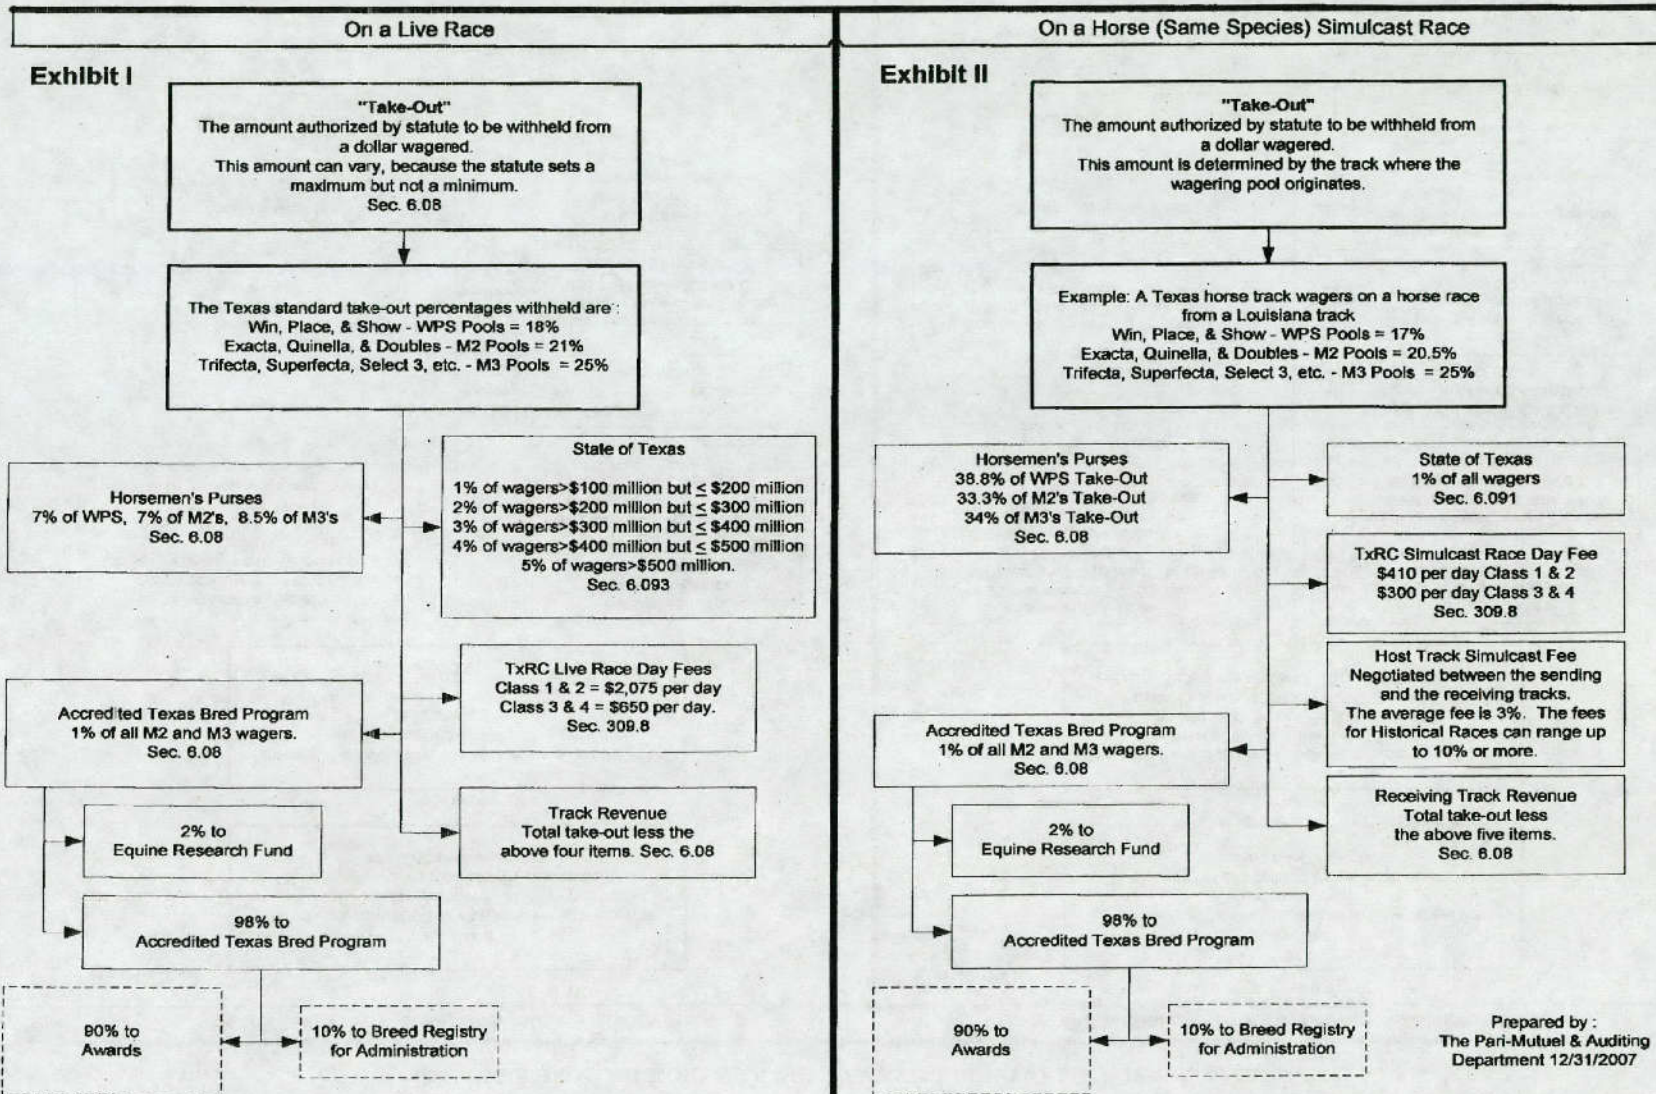 On a Live Race
Exhibit I
"Take-Out"
The amount authorized by statute to be withheld from
a dollar wagered.
This amount can vary, because the statute sets a
maximum but not a minimum.
Sec. 6.08
The Texas standard take-out percentages withheld are :
Win, Place, & Show - WPS Pools = 18%
Exacta, Quinella, & Doubles - M2 Pools = 21%
Trifecta, Superfecta, Select 3, etc. - M3 Pools = 25%
Horsemen's Purses
7% of WPS, 7% of M2's, 8.5% of M3's
Sec. 6.08
State of Texas
1% of wagers>$100 million but ≤ $200 million
2% of wagers>$200 million but ≤ $300 million
3% of wagers>$300 million but ≤ $400 million
4% of wagers>$400 million but ≤ $500 million
5% of wagers>$500 million.
Sec. 6.093
TxRC Live Race Day Fees
Class 1 & 2 = $2,075 per day
Class 3 & 4 = $650 per day.
Sec. 309.8
Accredited Texas Bred Program
1% of all M2 and M3 wagers.
Sec. 6.08
Track Revenue
Total take-out less the
above four items. Sec. 6.08
2% to
Equine Research Fund
98% to
Accredited Texas Bred Program
90% to
Awards
10% to Breed Registry
for Administration
On a Horse (Same Species) Simulcast Race
Exhibit II
"Take-Out"
The amount authorized by statute to be withheld from
a dollar wagered.
This amount is determined by the track where the
wagering pool originates.
Example: A Texas horse track wagers on a horse race
from a Louisiana track
Win, Place, & Show - WPS Pools = 17%
Exacta, Quinella, & Doubles - M2 Pools = 20.5%
Trifecta, Superfecta, Select 3, etc. - M3 Pools = 25%
Horsemen's Purses
38.8% of WPS Take-Out
33.3% of M2's Take-Out
34% of M3's Take-Out
Sec. 6.08
State of Texas
1% of all wagers
Sec. 6.091
TxRC Simulcast Race Day Fee
$410 per day Class 1 & 2
$300 per day Class 3 & 4
Sec. 309.8
Host Track Simulcast Fee
Negotiated between the sending
and the receiving tracks.
The average fee is 3%. The fees
for Historical Races can range up
to 10% or more.
Accredited Texas Bred Program
1% of all M2 and M3 wagers.
Sec. 6.08
Receiving Track Revenue
Total take-out less
the above five items.
Sec. 6.08
2% to
Equine Research Fund
98% to
Accredited Texas Bred Program
90% to
Awards
10% to Breed Registry
for Administration
Prepared by :
The Pari-Mutuel & Auditing
Department 12/31/2007